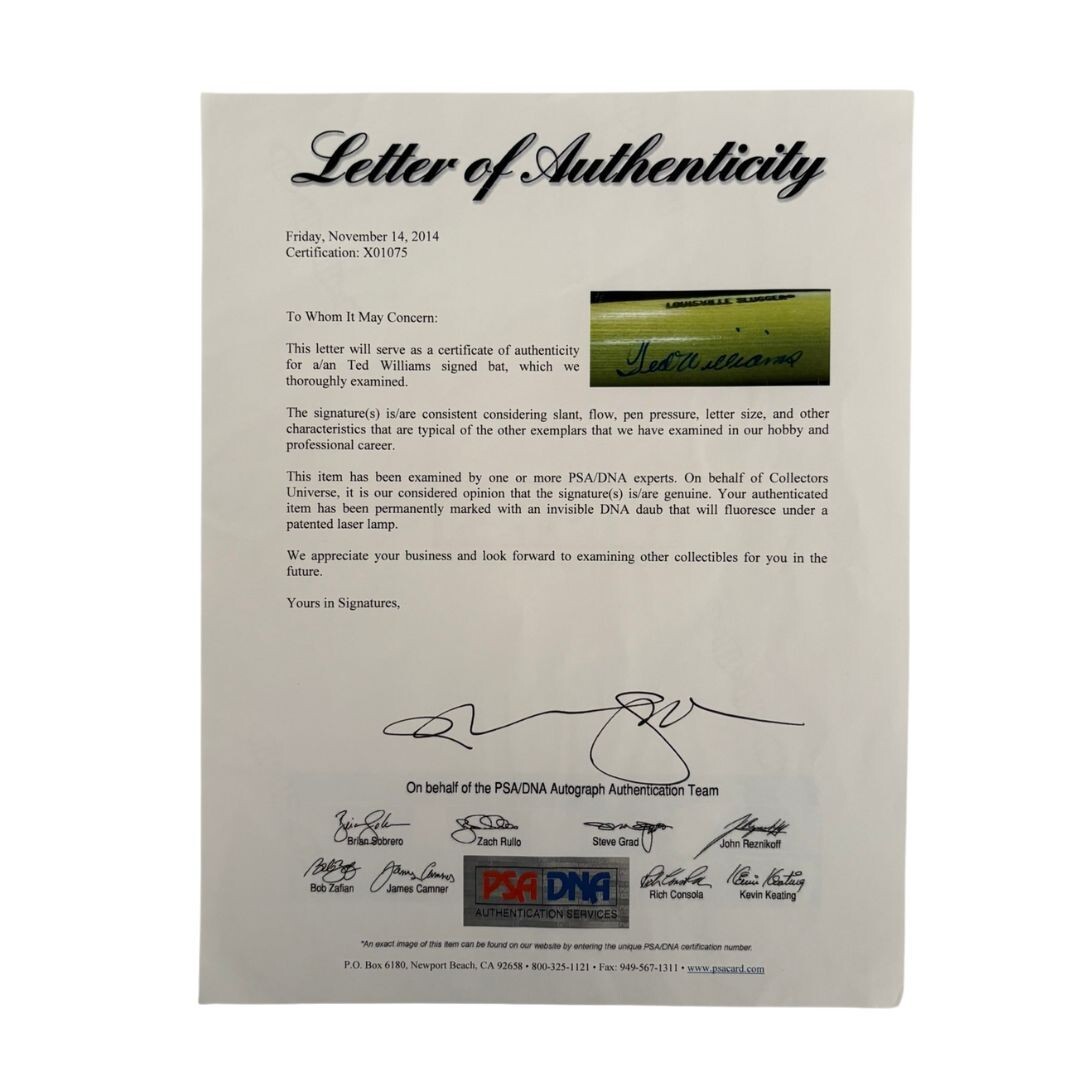 Letter of Authenticity
Friday, November 14, 2014
Certification: X01075
To Whom It May Concern:
LOUISVILLE SLUGGER
Ted Williams
This letter will serve as a certificate of authenticity
for a/an Ted Williams signed bat, which we
thoroughly examined.
The signature(s) is/are consistent considering slant, flow, pen pressure, letter size, and other
characteristics that are typical of the other exemplars that we have examined in our hobby and
professional career.
This item has been examined by one or more PSA/DNA experts. On behalf of Collectors
Universe, it is our considered opinion that the signature(s) is/are genuine. Your authenticated
item has been permanently marked with an invisible DNA daub that will fluoresce under a
patented laser lamp.
We appreciate your business and look forward to examining other collectibles for you in the
future.
Yours in Signatures,
On behalf of the PSA/DNA Autograph Authentication Team
Brian Sobrero Zach Rullo Steve Grad John Reznikoff
Bob Zafian James Camner Rich Consola Kevin Keating
PSA DNA
AUTHENTICATION SERVICES
*An exact image of this item can be found on our website by entering the unique PSA/DNA certification number.
P.O. Box 6180, Newport Beach, CA 92658 • 800-325-1121 • Fax: 949-567-1311 • www.psacard.com